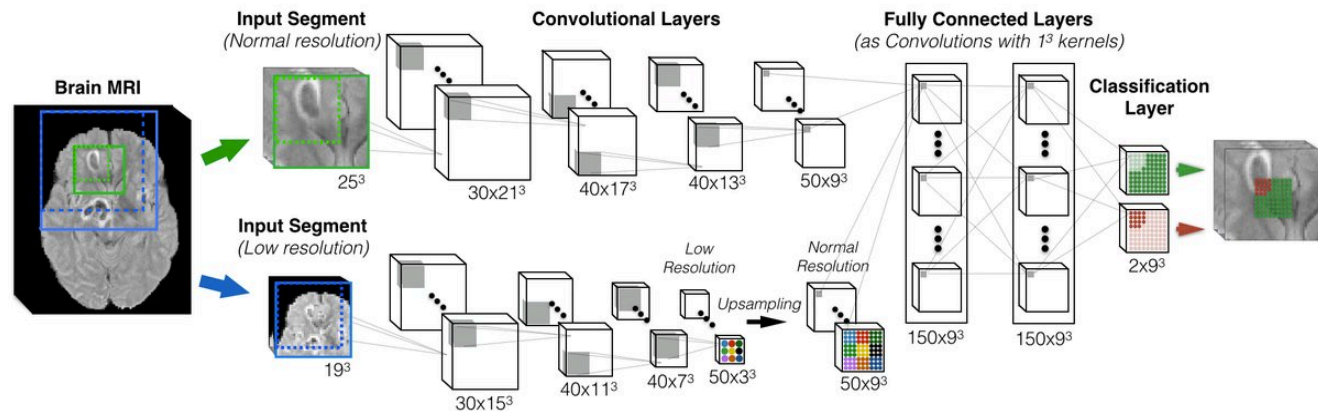 Brain MRI
Input Segment
(Normal resolution)
25³
Convolutional Layers
30x21³
40x17³
40x13³
50x9³
Fully Connected Layers
(as Convolutions with 1³ kernels)
150x9³
150x9³
Classification
Layer
2x9³
Input Segment
(Low resolution)
19³
30x15³
40x11³
40x7³
Low
Resolution
50x3³
Upsampling
Normal
Resolution
50x9³